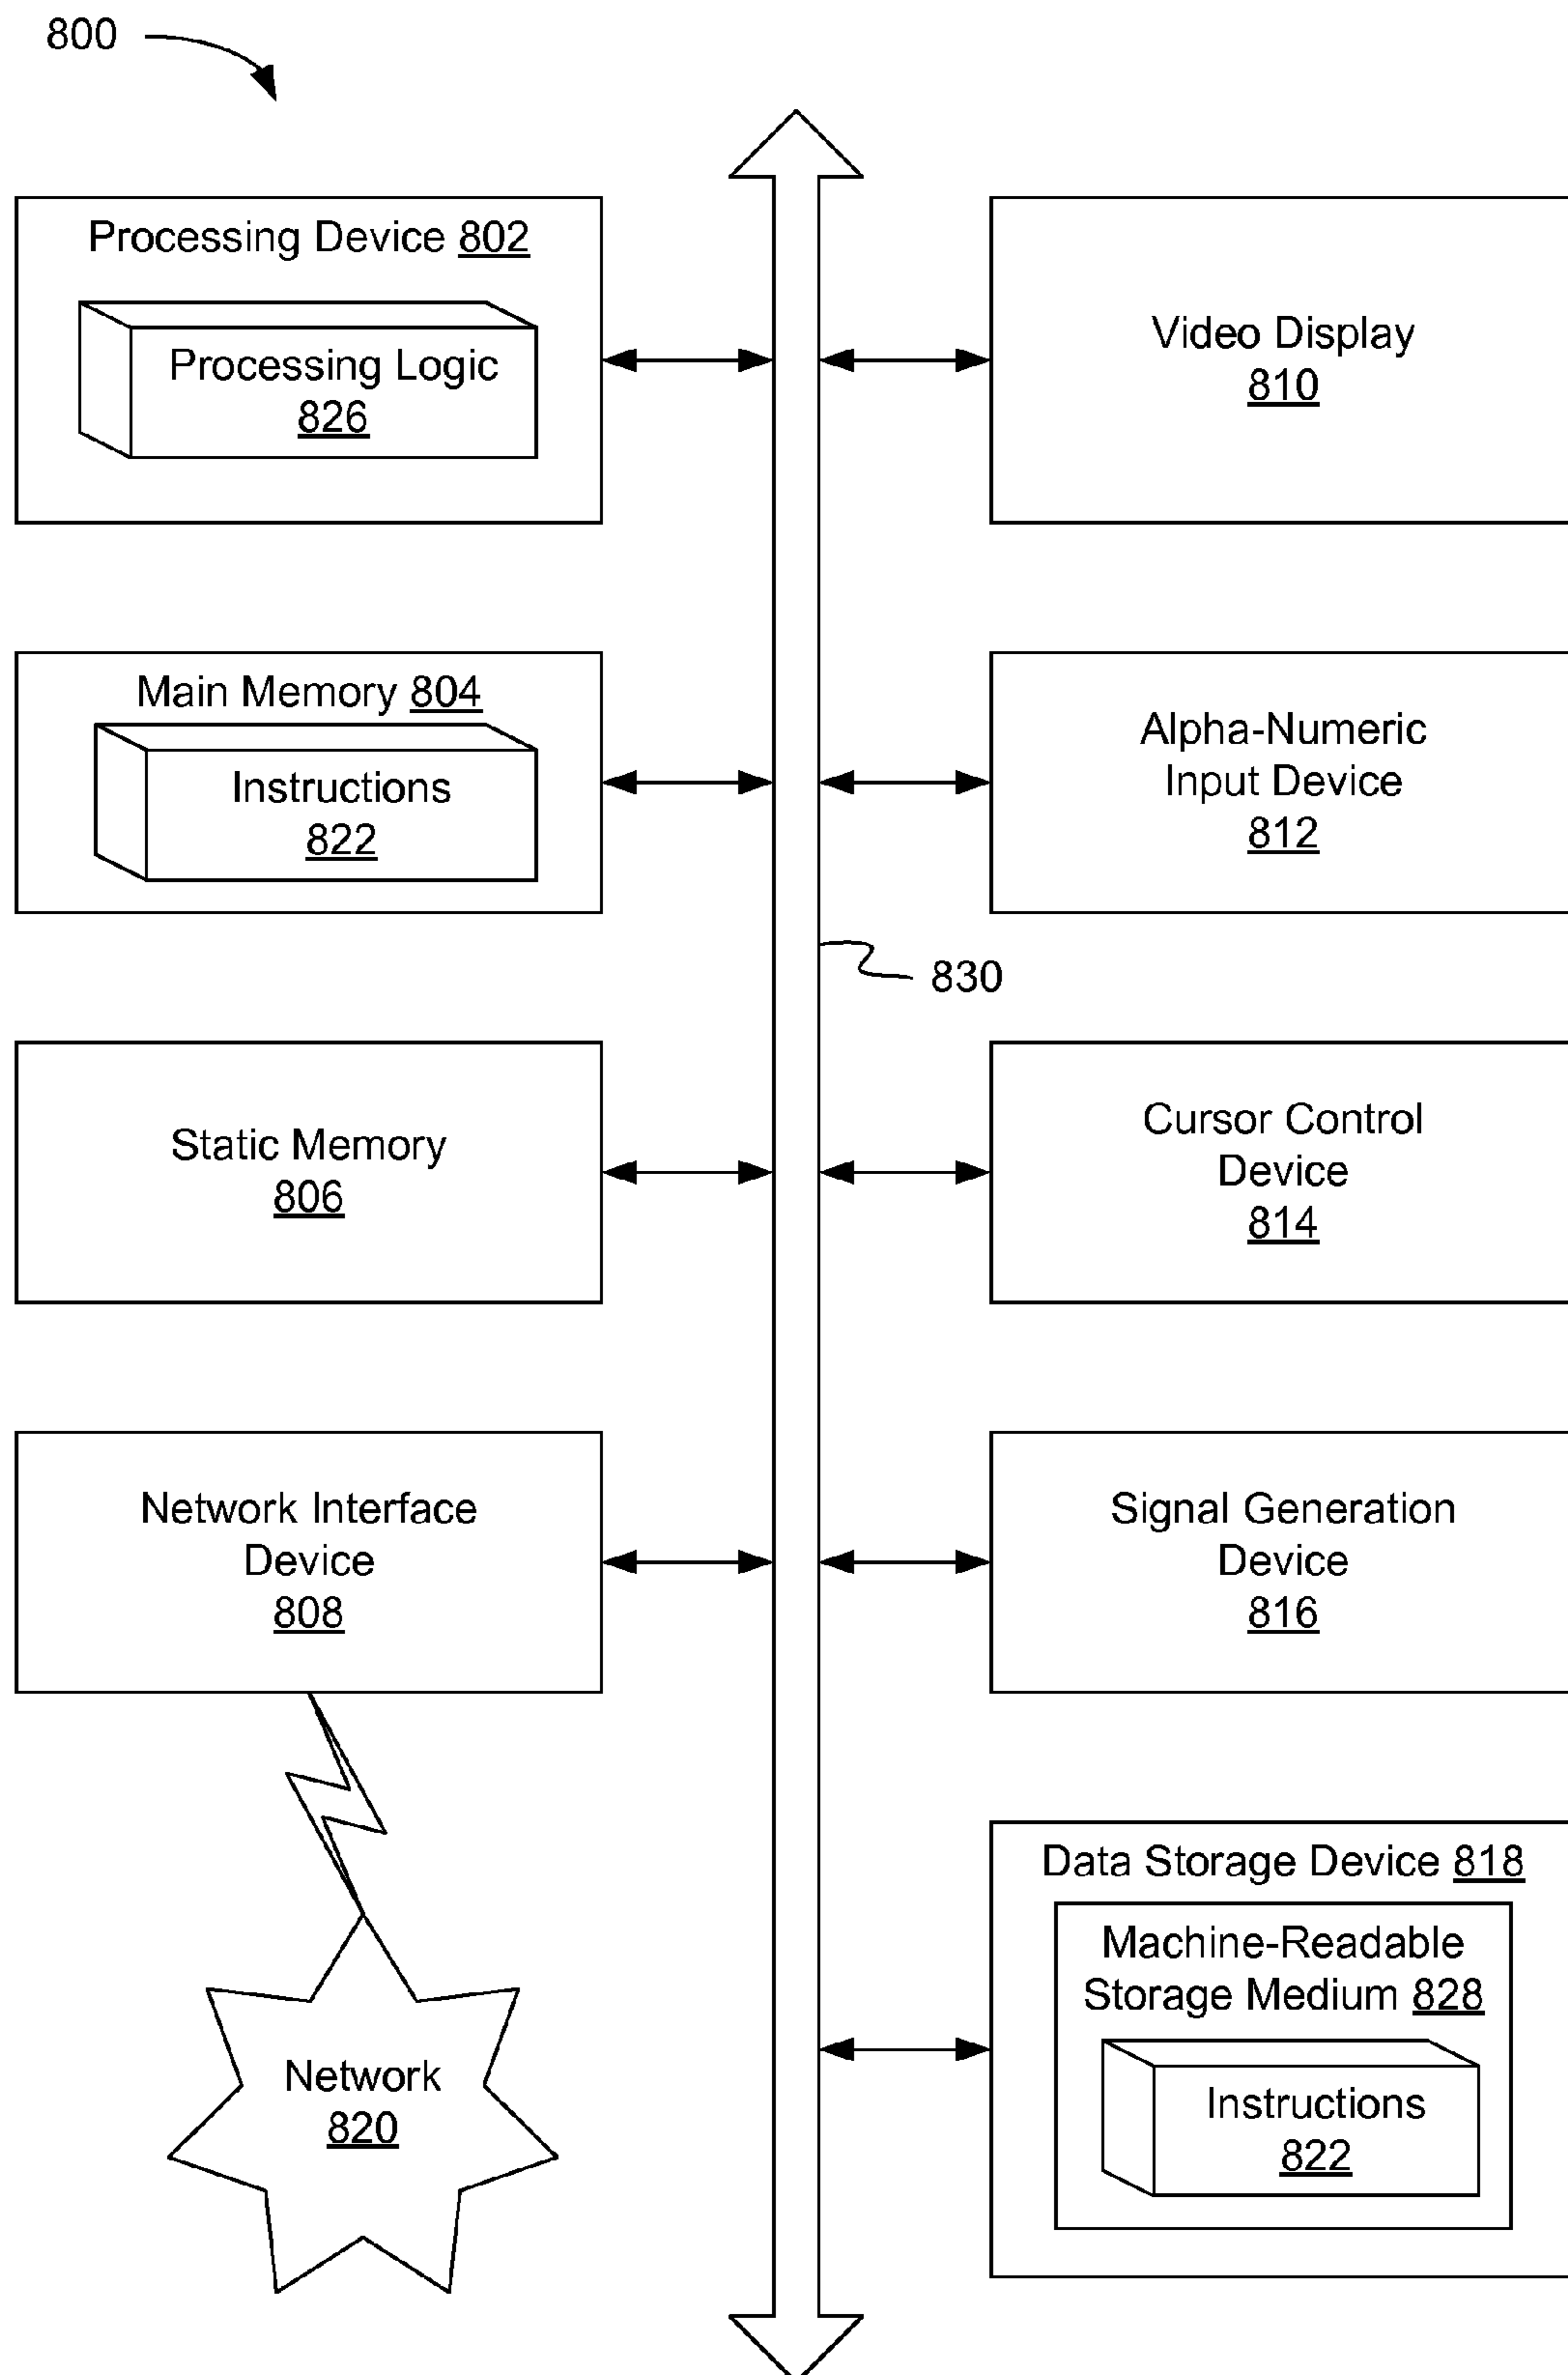 800
Processing Device 802
Processing Logic
826
Video Display
810
Main Memory 804
Instructions
822
Alpha-Numeric
Input Device
812
830
Static Memory
806
Cursor Control
Device
814
Network Interface
Device
808
Signal Generation
Device
816
Data Storage Device 818
Machine-Readable
Storage Medium 828
Instructions
822
Network
820